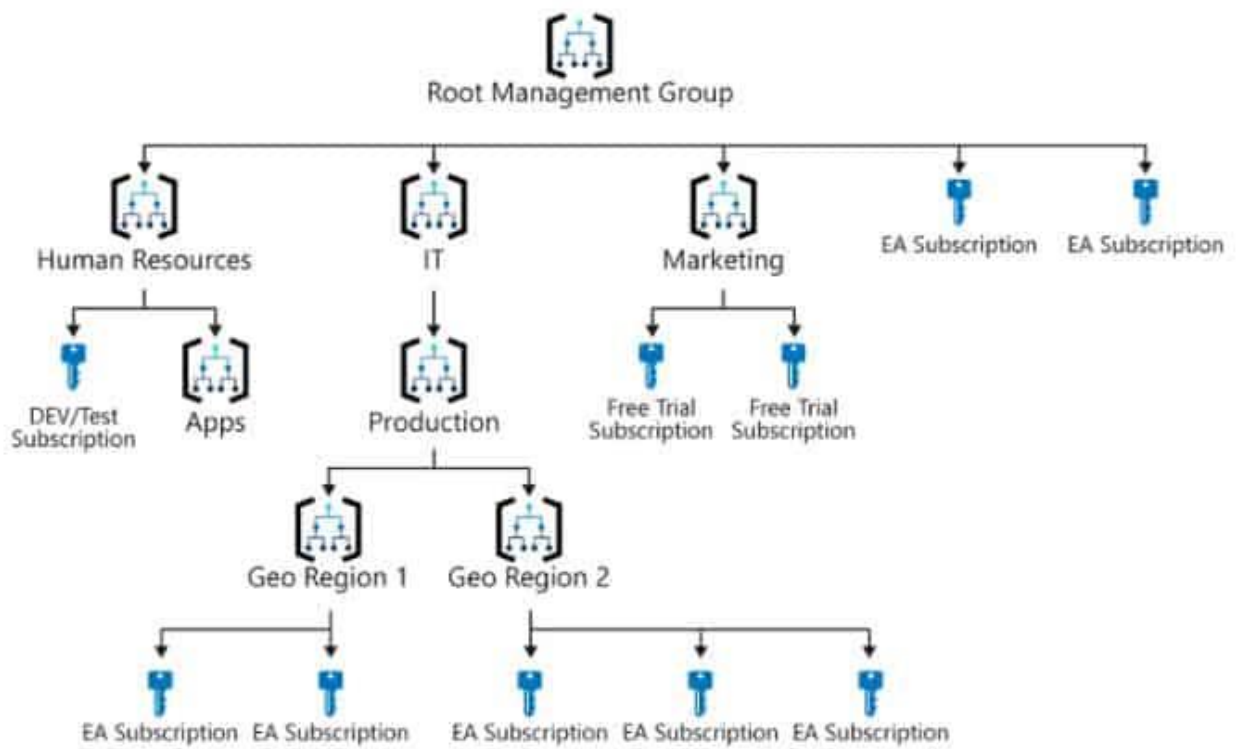 Root Management Group
Human Resources
IT
Marketing
EA Subscription
EA Subscription
DEV/Test
Subscription
Apps
Production
Free Trial
Subscription
Free Trial
Subscription
Geo Region 1
Geo Region 2
EA Subscription
EA Subscription
EA Subscription
EA Subscription
EA Subscription